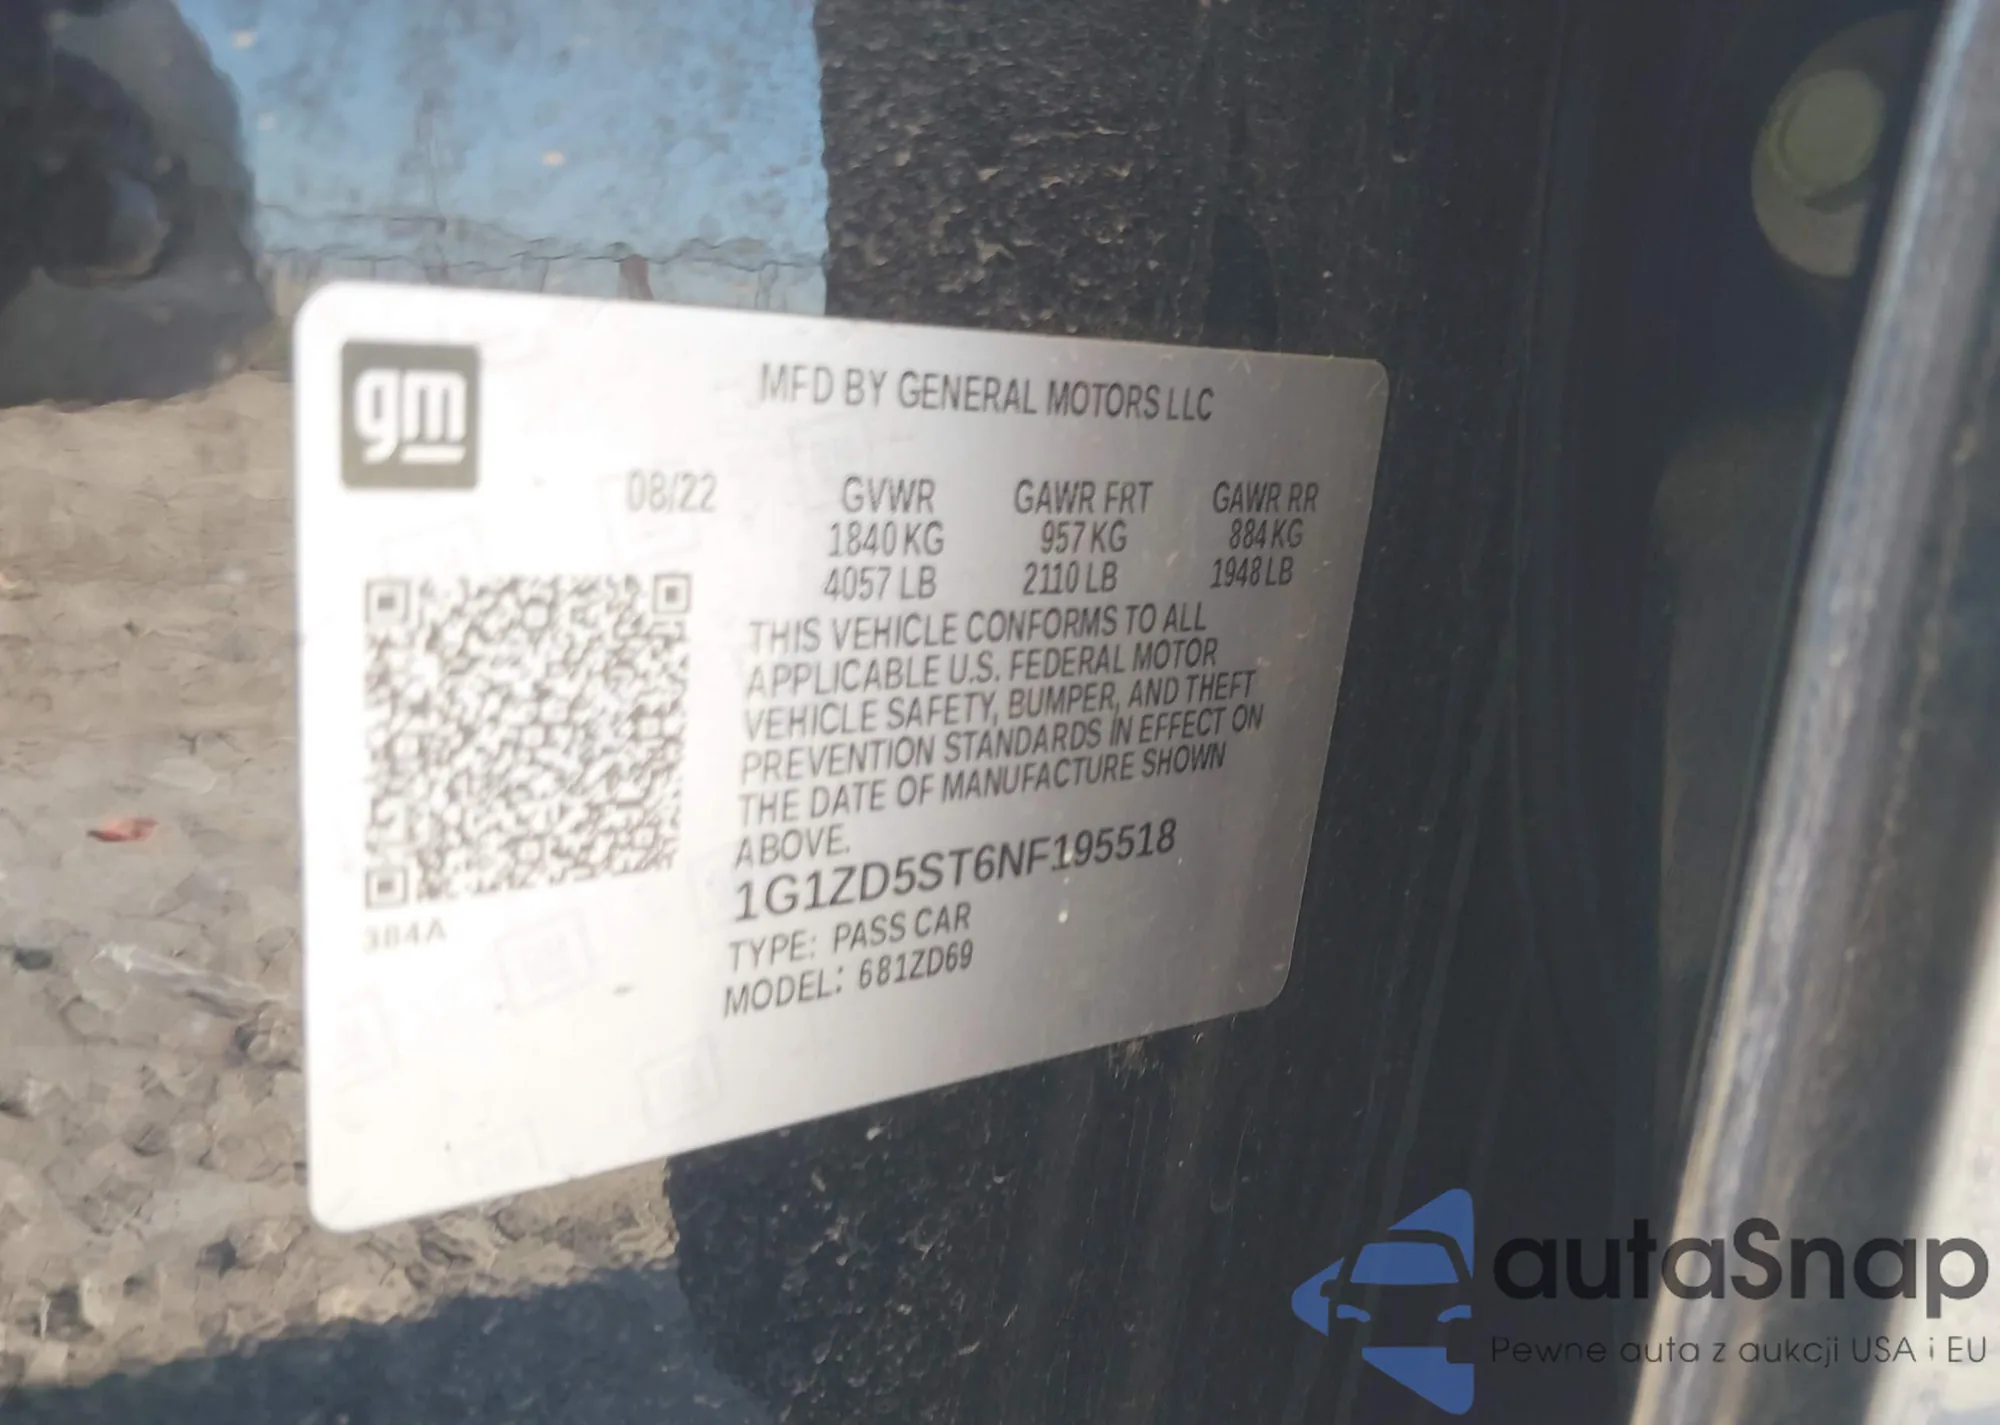 gm
MFD BY GENERAL MOTORS LLC
08/22 GVWR GAWR FRT GAWR RR
1840 KG 957 KG 884 KG
4057 LB 2110 LB 1948 LB
THIS VEHICLE CONFORMS TO ALL
APPLICABLE U.S. FEDERAL MOTOR
VEHICLE SAFETY, BUMPER, AND THEFT
PREVENTION STANDARDS IN EFFECT ON
THE DATE OF MANUFACTURE SHOWN
ABOVE.
1G1ZD5ST6NF195518
TYPE: PASS CAR
MODEL: 681ZD69
384A
autaSnap
Pewne auta z aukcji USA i EU